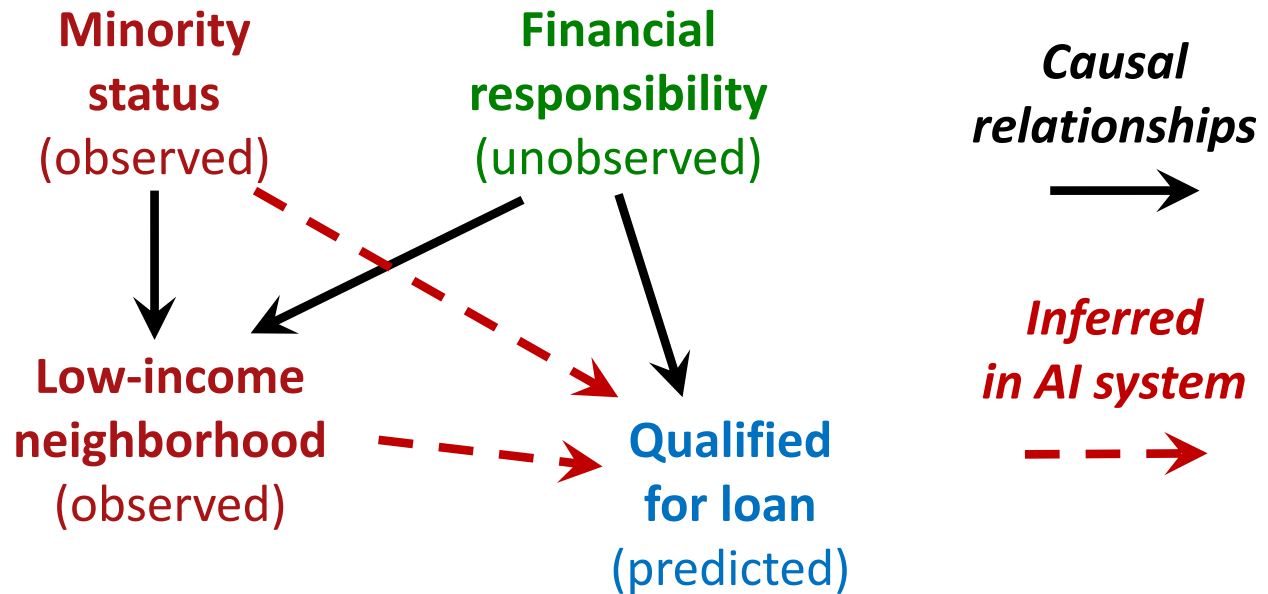 Minority
status
(observed)
Financial
responsibility
(unobserved)
Causal
relationships
Low-income
neighborhood
(observed)
Qualified
for loan
(predicted)
Inferred
in AI system